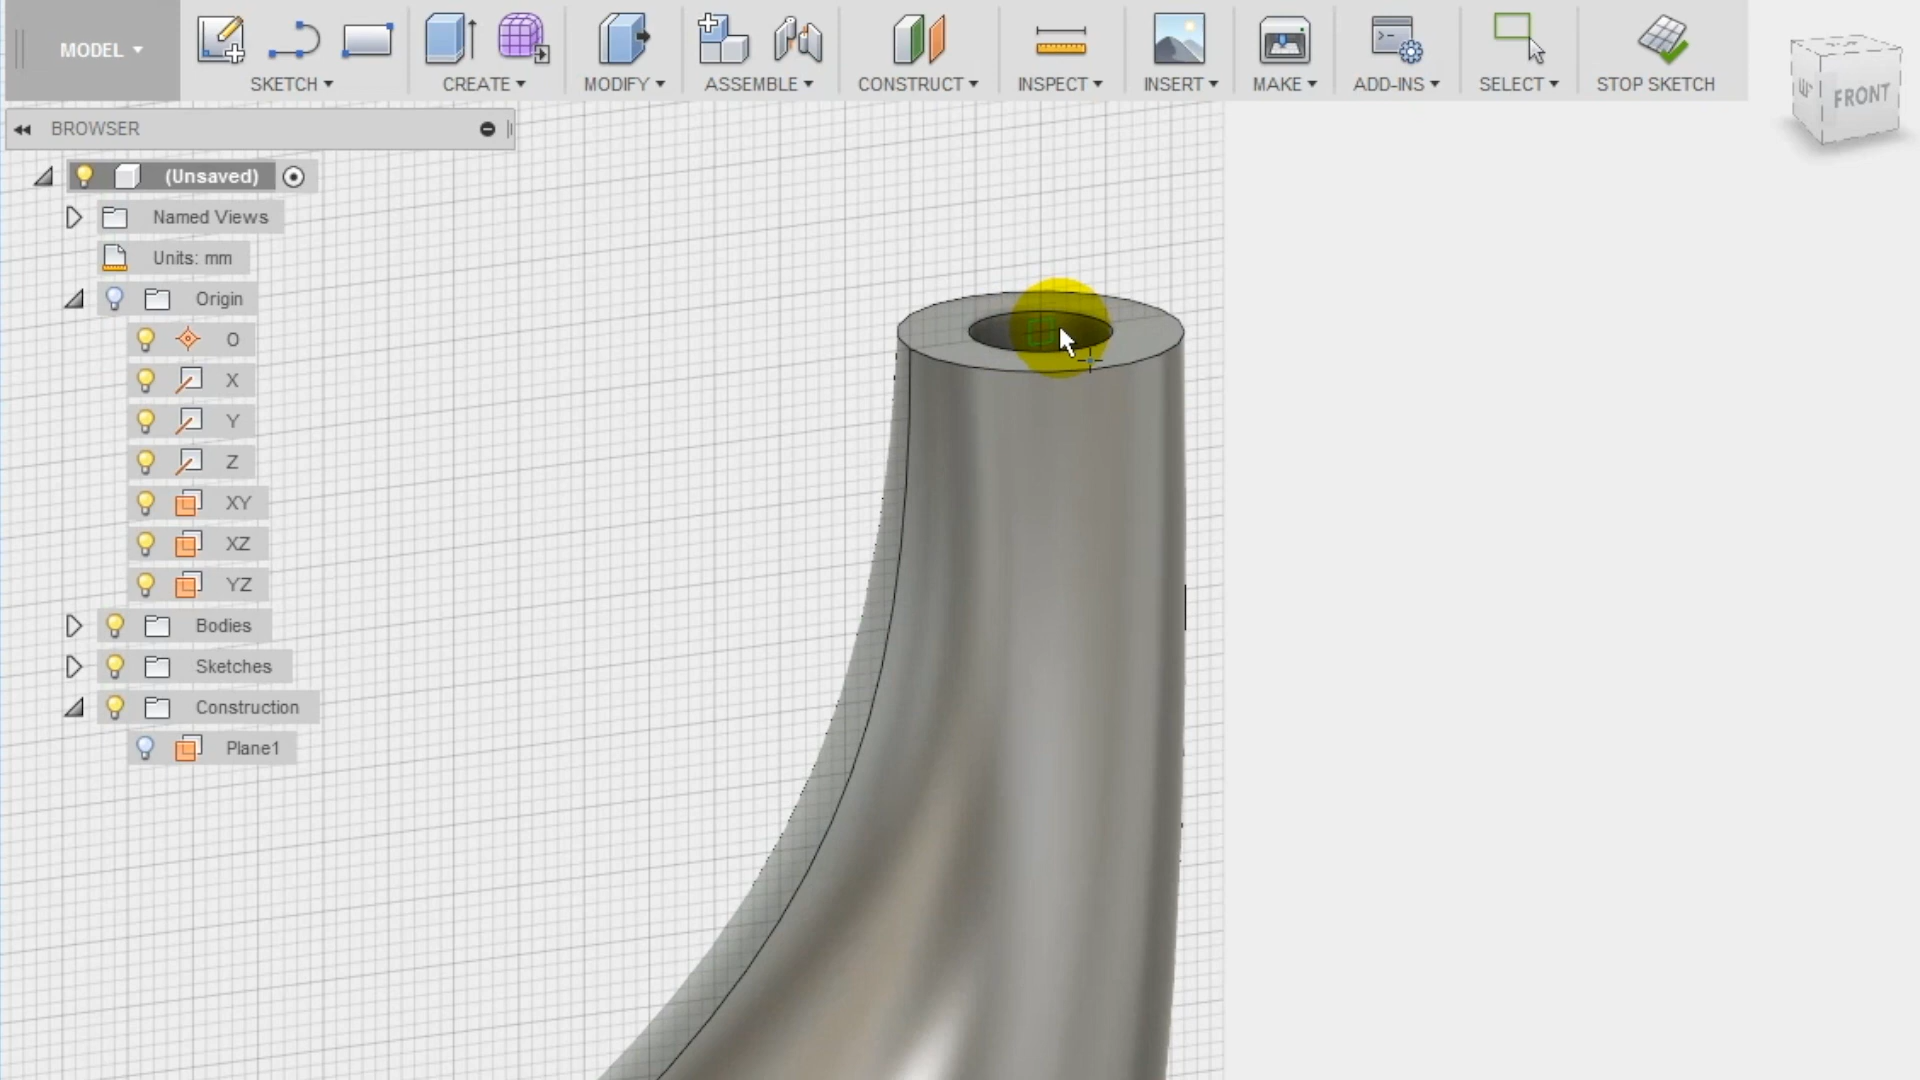 MODEL
SKETCH
CREATE
MODIFY
ASSEMBLE
CONSTRUCT
INSPECT
INSERT
MAKE
ADD-INS
SELECT
STOP SKETCH
FRONT
BROWSER
(Unsaved)
Named Views
Units: mm
Origin
O
X
Y
Z
XY
XZ
YZ
Bodies
Sketches
Construction
Plane1